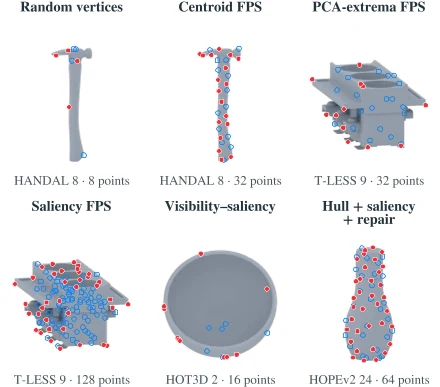 Random vertices
Centroid FPS
PCA-extrema FPS
HANDAL 8 · 8 points
HANDAL 8 · 32 points
T-LESS 9 · 32 points
Saliency FPS
Visibility–saliency
Hull + saliency
+ repair
T-LESS 9 · 128 points
HOT3D 2 · 16 points
HOPEv2 24 · 64 points